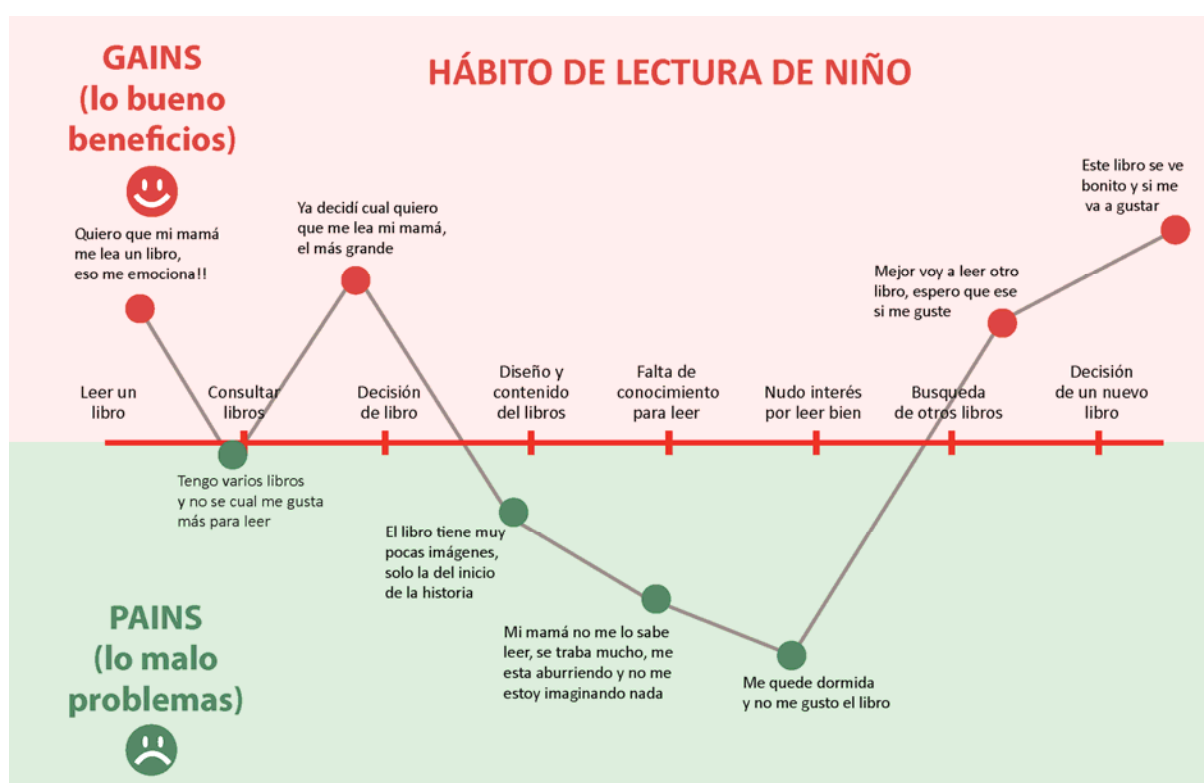 GAINS
(lo bueno
beneficios)
HÁBITO DE LECTURA DE NIÑO
Quiero que mi mamá
me lea un libro,
eso me emociona!!
Ya decidí cual quiero
que me lea mi mamá,
el más grande
Este libro se ve
bonito y si me
va a gustar
Mejor voy a leer otro
libro, espero que ese
si me guste
Leer un
libro
Consultar
libros
Decisión
de libro
Diseño y
contenido
del libros
Falta de
conocimiento
para leer
Nudo interés
por leer bien
Busqueda
de otros libros
Decisión
de un nuevo
libro
Tengo varios libros
y no se cual me gusta
más para leer
El libro tiene muy
pocas imágenes,
solo la del inicio
de la historia
Mi mamá no me lo sabe
leer, se traba mucho, me
esta aburriendo y no me
estoy imaginando nada
Me quede dormida
y no me gusto el libro
PAINS
(lo malo
problemas)